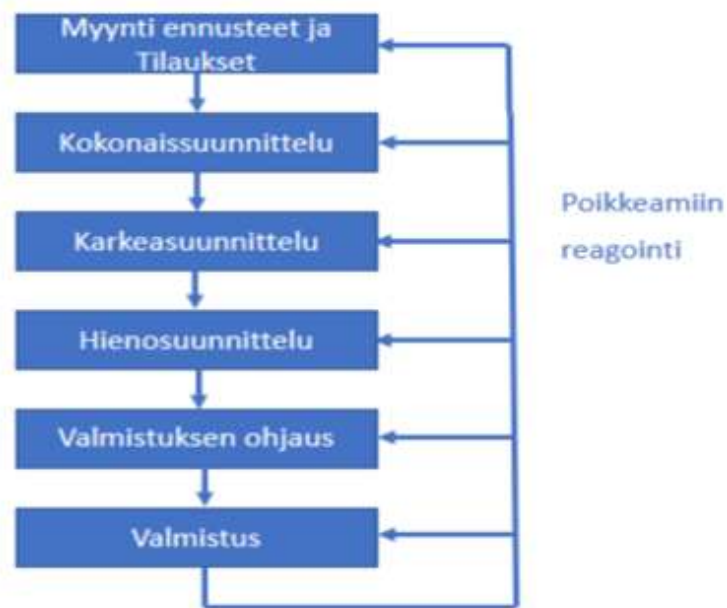 Myynti ennusteet ja
Tilaukset
Kokonaissuunnittelu
Karkeasuunnittelu
Hienosuunnittelu
Valmistuksen ohjaus
Valmistus
Poikkeamiin
reagointi